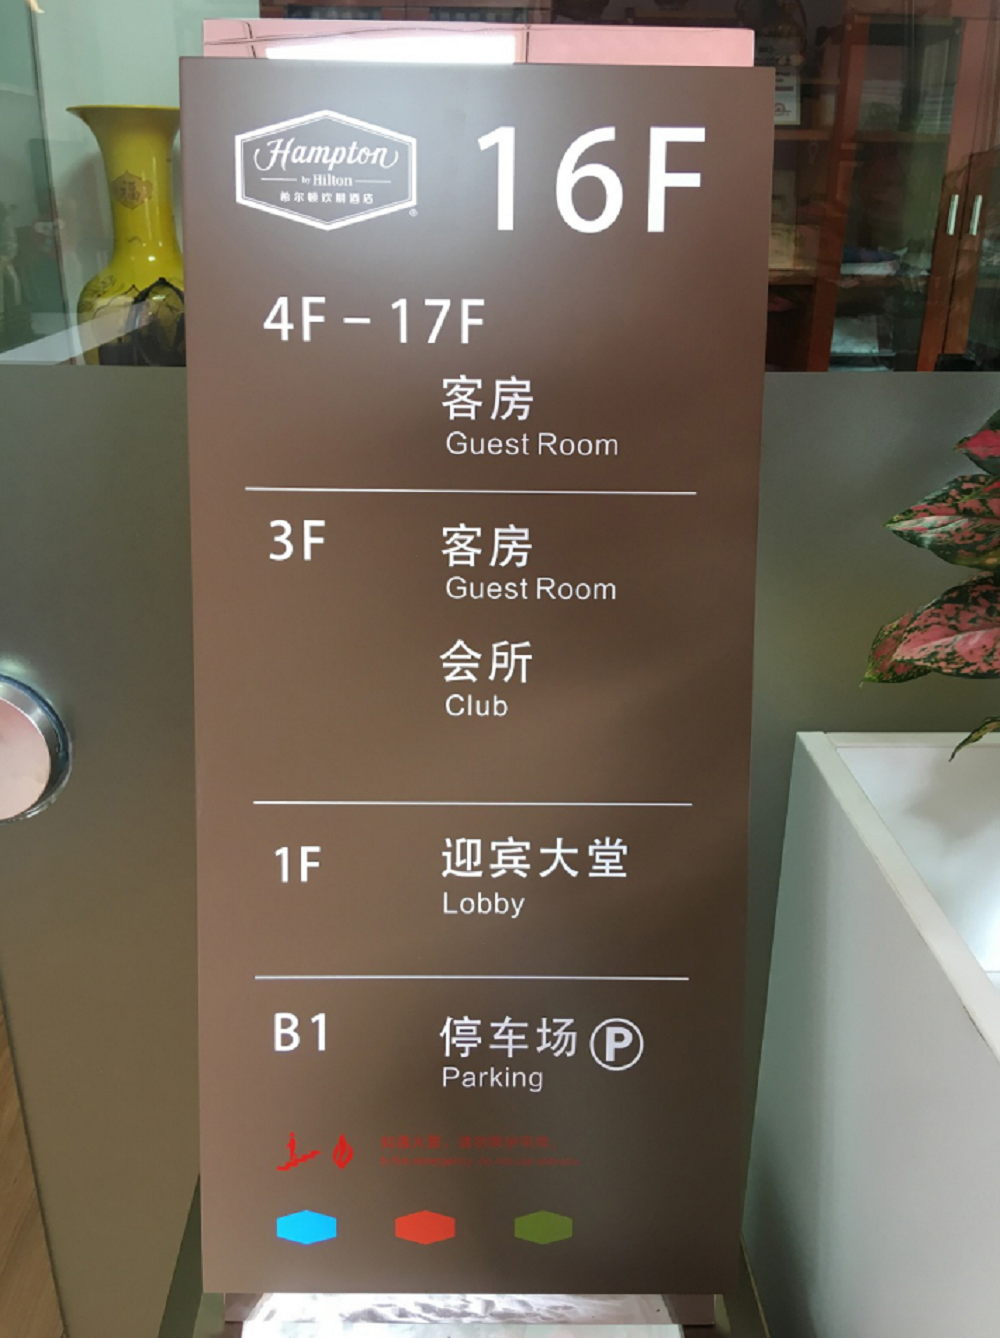 Hampton
by Hilton
希尔顿欢朋酒店
®
16F
4F - 17F
客房
Guest Room
3F
客房
Guest Room
会所
Club
1F
迎宾大堂
Lobby
B1
停车场 P
Parking